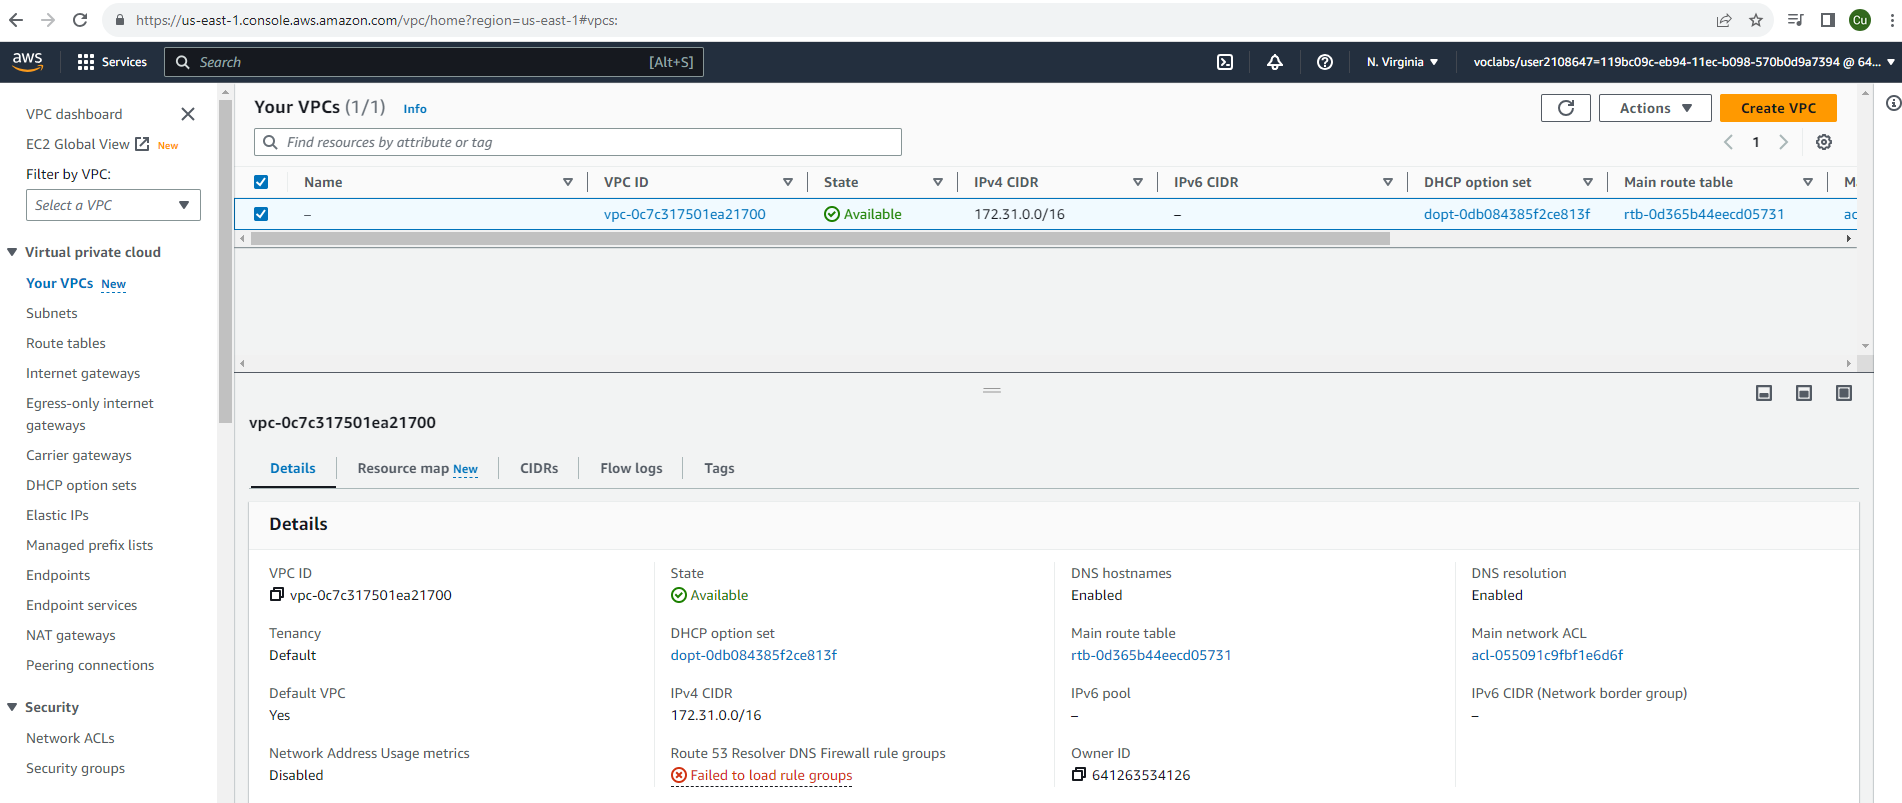 https://us-east-1.console.aws.amazon.com/vpc/home?region=us-east-1#vpcs:
Cu
aws
Services
Search
[Alt+S]
N. Virginia
voclabs/user2108647=119bc09c-eb94-11ec-b098-570b0d9a7394 @ 64...
VPC dashboard
EC2 Global View New
Filter by VPC:
Select a VPC
Virtual private cloud
Your VPCs New
Subnets
Route tables
Internet gateways
Egress-only internet
gateways
Carrier gateways
DHCP option sets
Elastic IPs
Managed prefix lists
Endpoints
Endpoint services
NAT gateways
Peering connections
Security
Network ACLs
Security groups
Your VPCs (1/1) Info
Actions
Create VPC
Find resources by attribute or tag
1
Name VPC ID State IPv4 CIDR IPv6 CIDR DHCP option set Main route table M
– vpc-0c7c317501ea21700 Available 172.31.0.0/16 – dopt-0db084385f2ce813f rtb-0d365b44eecd05731 acl
vpc-0c7c317501ea21700
Details Resource map New CIDRs Flow logs Tags
Details
VPC ID State DNS hostnames DNS resolution
vpc-0c7c317501ea21700 Available Enabled Enabled
Tenancy DHCP option set Main route table Main network ACL
Default dopt-0db084385f2ce813f rtb-0d365b44eecd05731 acl-055091c9fbf1e6d6f
Default VPC IPv4 CIDR IPv6 pool IPv6 CIDR (Network border group)
Yes 172.31.0.0/16 – –
Network Address Usage metrics Route 53 Resolver DNS Firewall rule groups Owner ID
Disabled Failed to load rule groups 641263534126